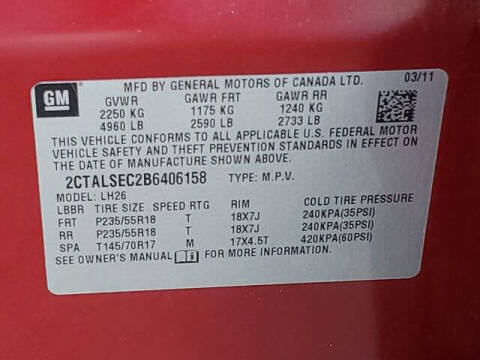 GM
MFD BY GENERAL MOTORS OF CANADA LTD. 03/11
GVWR GAWR FRT GAWR RR
2250 KG 1175 KG 1240 KG
4960 LB 2590 LB 2733 LB
THIS VEHICLE CONFORMS TO ALL APPLICABLE U.S. FEDERAL MOTOR
VEHICLE SAFETY AND THEFT PREVENTION STANDARDS IN EFFECT
ON THE DATE OF MANUFACTURE SHOWN ABOVE.
2CTALSEC2B6406158 TYPE: M.P.V.
MODEL: LH26
LBBR TIRE SIZE SPEED RTG RIM COLD TIRE PRESSURE
FRT P235/55R18 T 18X7J 240KPA(35PSI)
RR P235/55R18 T 18X7J 240KPA(35PSI)
SPA T145/70R17 M 17X4.5T 420KPA(60PSI)
SEE OWNER'S MANUAL FOR MORE INFORMATION.